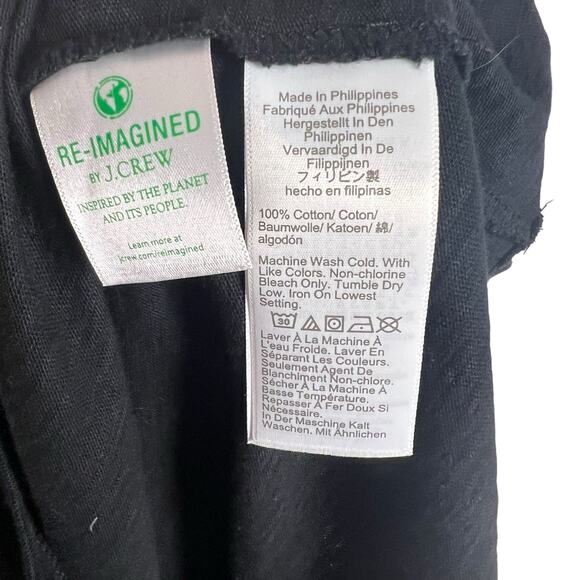 RE-IMAGINED
BY J.CREW
INSPIRED BY THE PLANET
AND ITS PEOPLE.
Learn more at
jcrew.com/reimagined
Made In Philippines
Fabriqué Aux Philippines
Hergestellt In Den
Philippinen
Vervaardigd In De
Filippijnen
フィリピン製
hecho en filipinas
100% Cotton/ Coton/
Baumwolle/ Katoen/ 綿/
algodón
Machine Wash Cold. With
Like Colors. Non-chlorine
Bleach Only. Tumble Dry
Low. Iron On Lowest
Setting.
30
Laver À La Machine À
L'eau Froide. Laver En
Séparant Les Couleurs.
Seulement Agent De
Blanchiment Non-chlore.
Sécher À La Machine À
Basse Température.
Repasser À Fer Doux Si
Nécessaire.
In Der Maschine Kalt
Waschen. Mit Ähnlichen